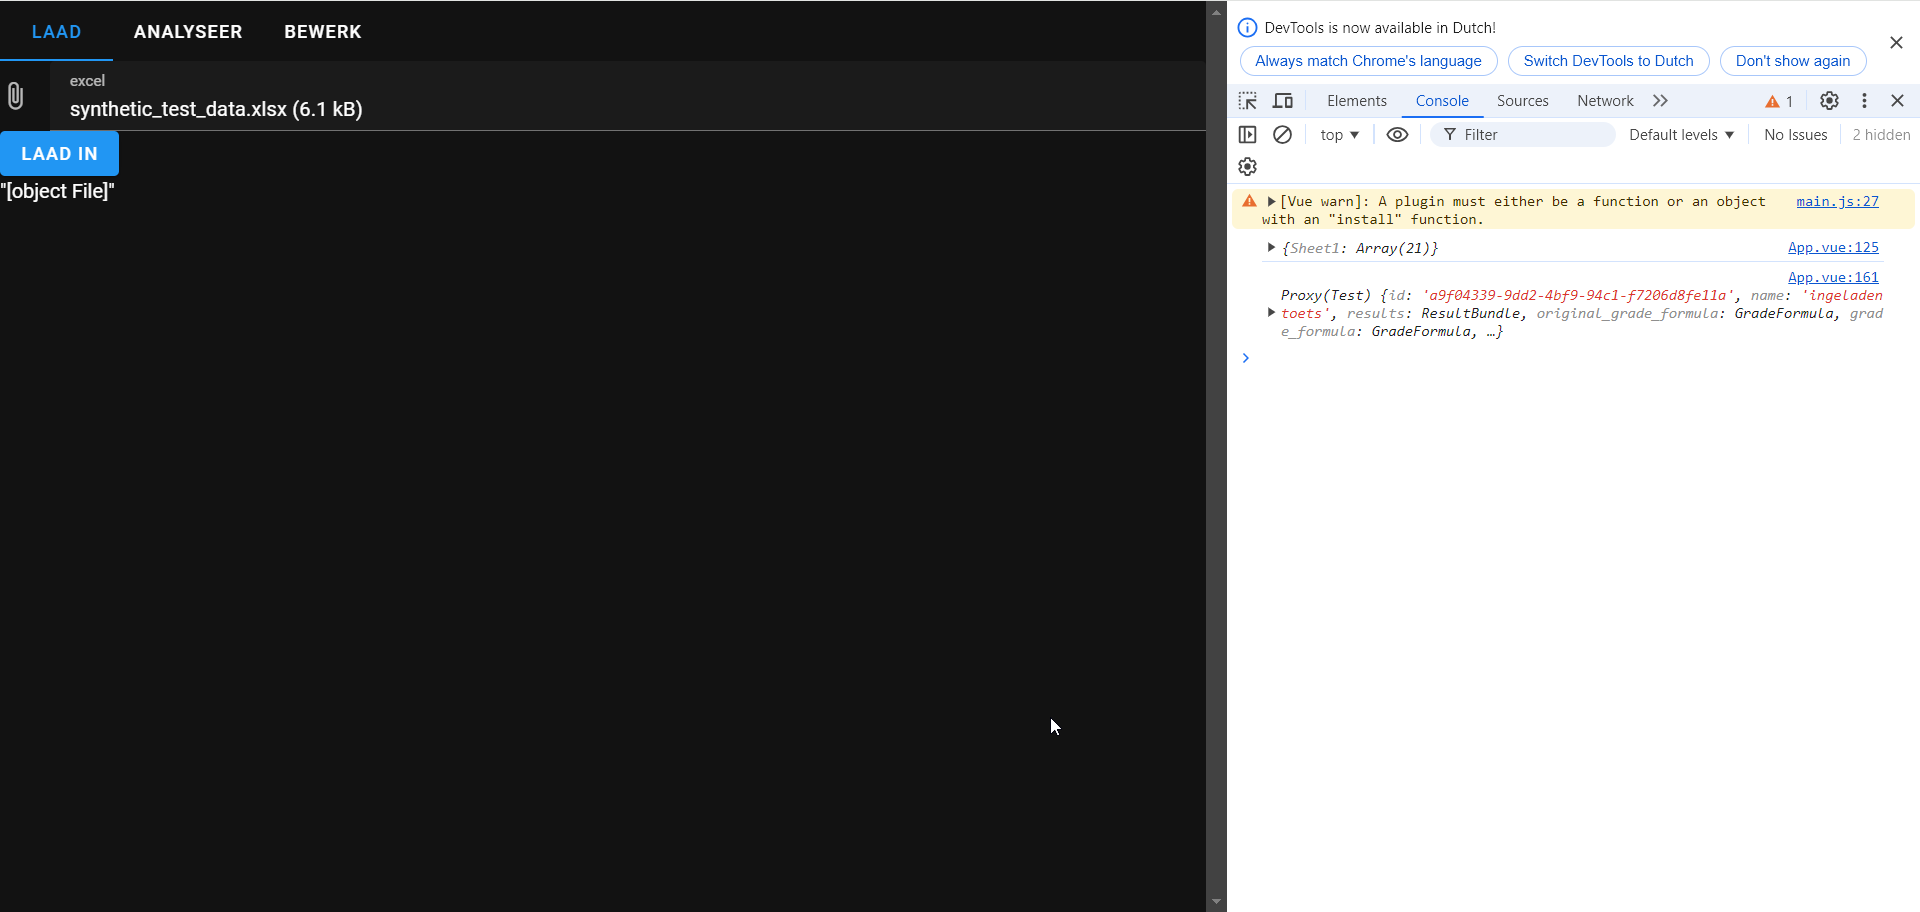 LAAD ANALYSEER BEWERK
excel
synthetic_test_data.xlsx (6.1 kB)
LAAD IN
"[object File]"
DevTools is now available in Dutch!
Always match Chrome's language Switch DevTools to Dutch Don't show again
Elements Console Sources Network 1
top Filter Default levels No Issues 2 hidden
[Vue warn]: A plugin must either be a function or an object main.js:27
with an "install" function.
{Sheet1: Array(21)} App.vue:125
App.vue:161
Proxy(Test) {id: 'a9f04339-9dd2-4bf9-94c1-f7206d8fe11a', name: 'ingeladen
toets', results: ResultBundle, original_grade_formula: GradeFormula, grad
e_formula: GradeFormula, …}